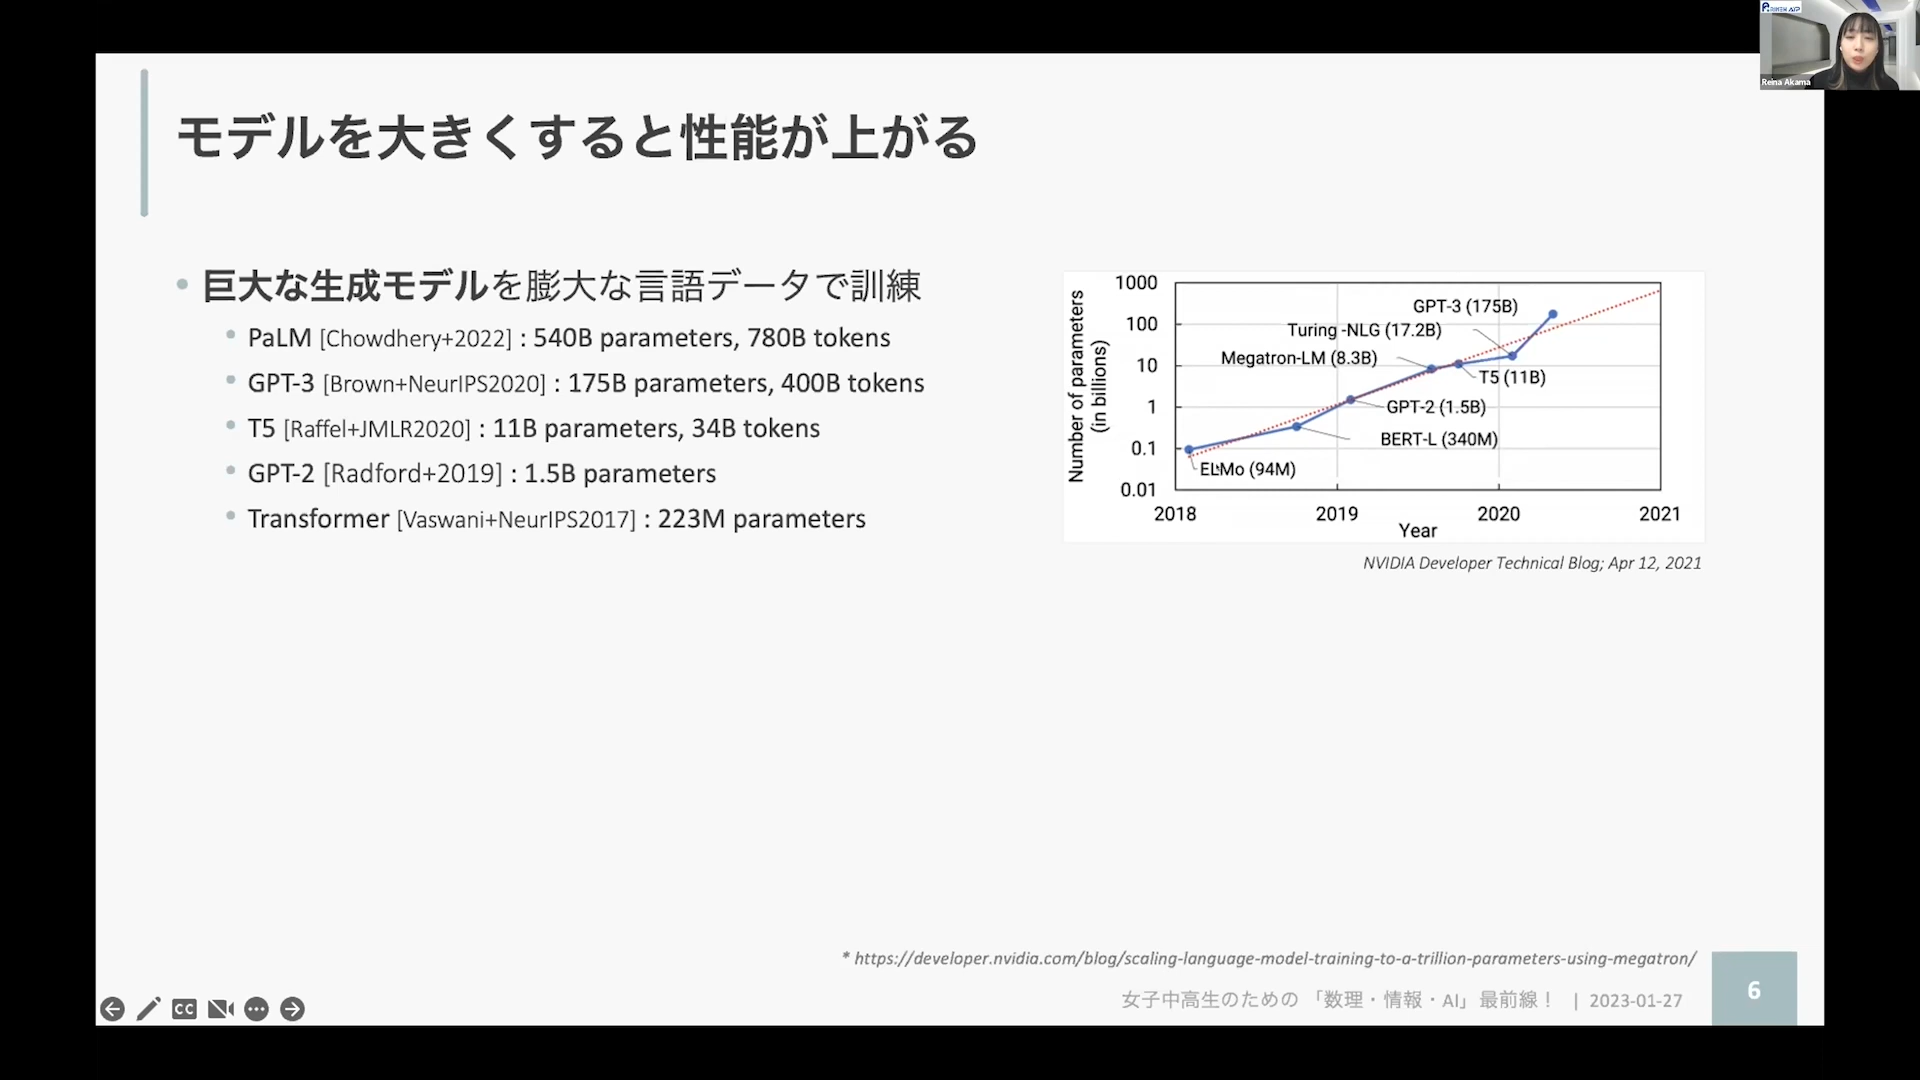 RIKEN AIP
Reina Akama
モデルを大きくすると性能が上がる
• 巨大な生成モデルを膨大な言語データで訓練
• PaLM [Chowdhery+2022] : 540B parameters, 780B tokens
• GPT-3 [Brown+NeurIPS2020] : 175B parameters, 400B tokens
• T5 [Raffel+JMLR2020] : 11B parameters, 34B tokens
• GPT-2 [Radford+2019] : 1.5B parameters
• Transformer [Vaswani+NeurIPS2017] : 223M parameters
Number of parameters
(in billions)
1000
100
10
1
0.1
0.01
GPT-3 (175B)
Turing -NLG (17.2B)
Megatron-LM (8.3B)
T5 (11B)
GPT-2 (1.5B)
BERT-L (340M)
ELMo (94M)
2018 2019 2020 2021
Year
NVIDIA Developer Technical Blog; Apr 12, 2021
* https://developer.nvidia.com/blog/scaling-language-model-training-to-a-trillion-parameters-using-megatron/
女子中高生のための 「数理・情報・AI」最前線！ | 2023-01-27
6
CC